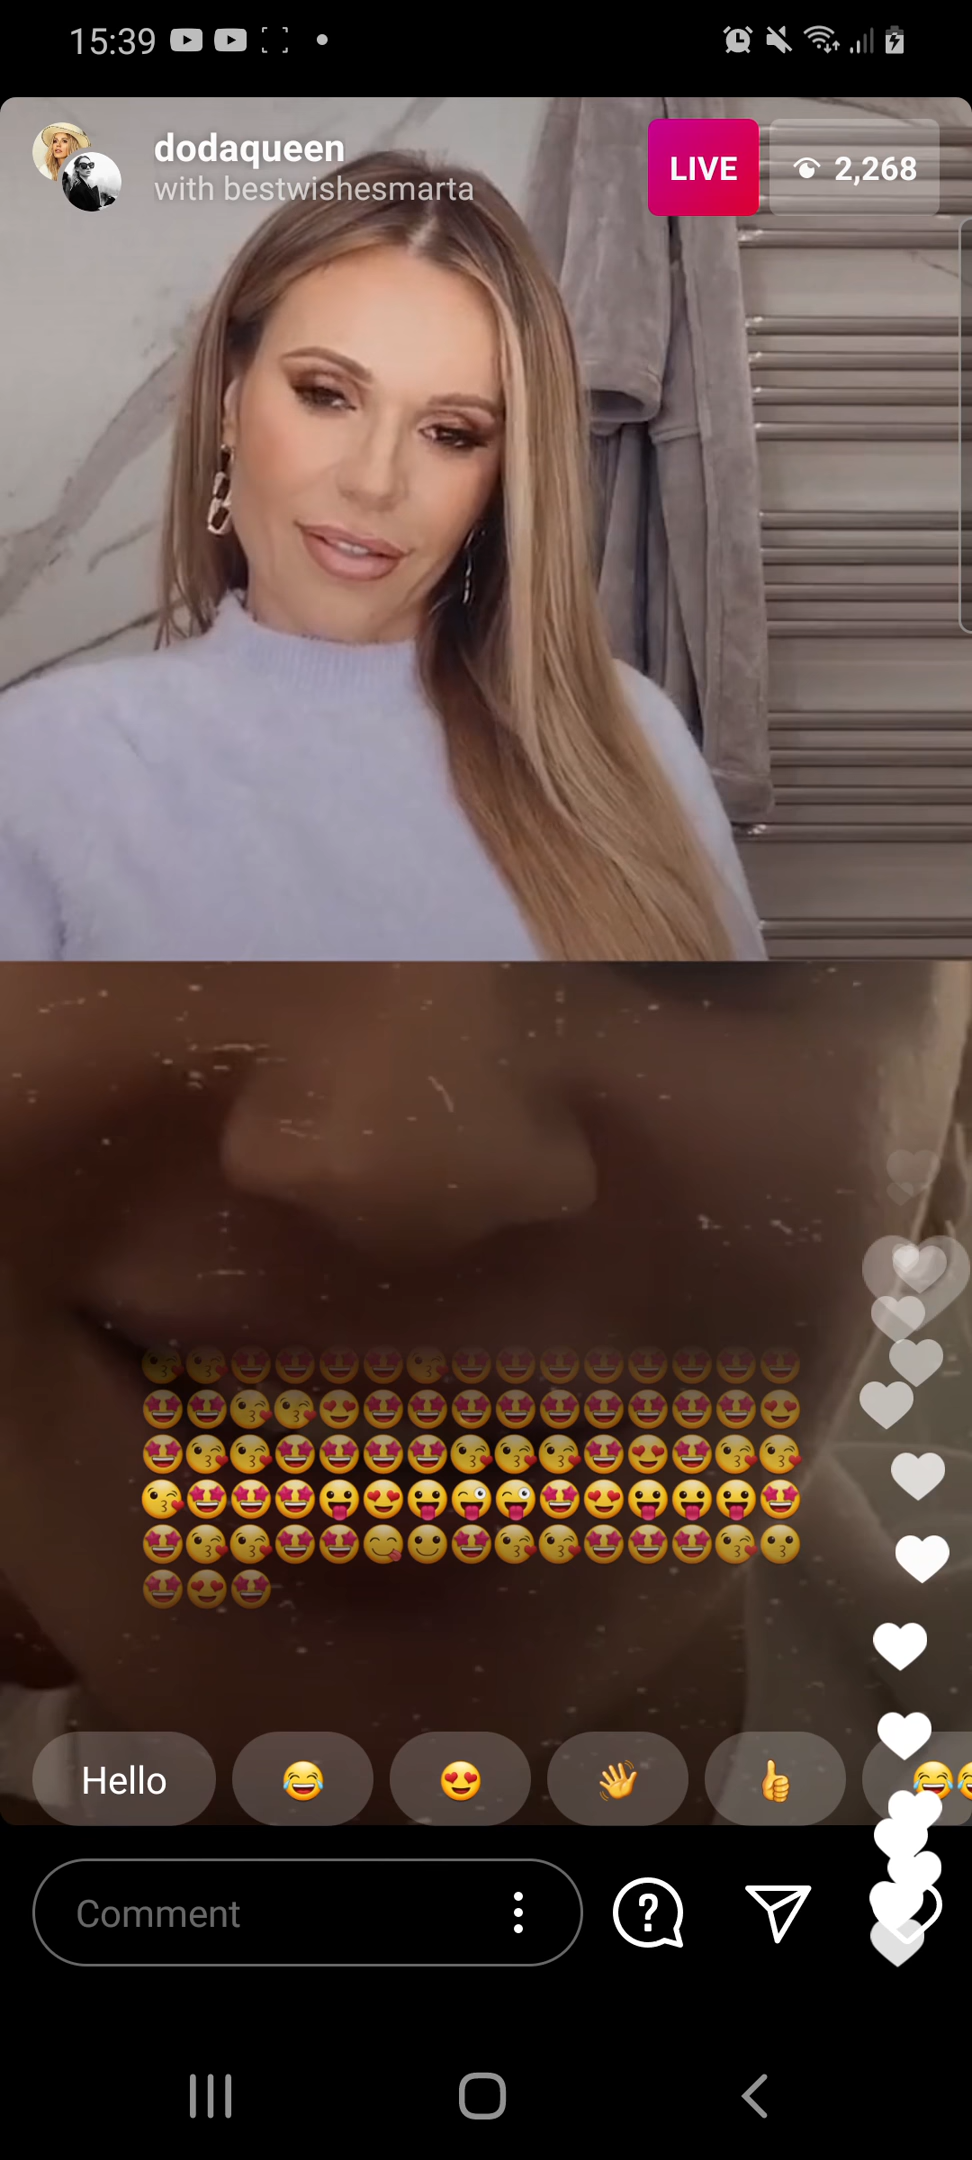 15:39
dodaqueen
with bestwishesmarta
LIVE
2,268
Hello
Comment